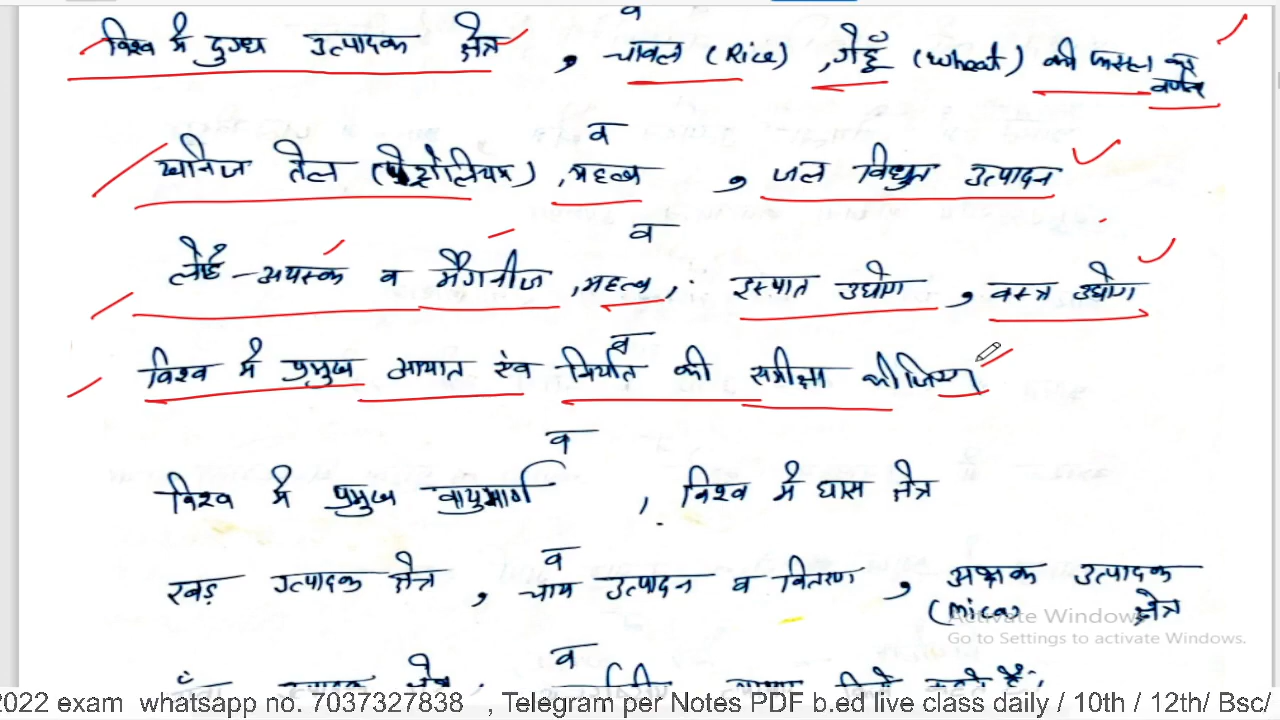 व
विश्व में दुग्ध उत्पादक क्षेत्र , चावल (Rice) , गेहूँ (Wheat) की फसल का वर्णन
व
खनिज तेल (पेट्रोलियम) , महत्व , जल विधुत उत्पादन
व
लौह-अयस्क व मैंगनीज , महत्व , इस्पात उद्योग , वस्त्र उद्योग
व
विश्व में प्रमुख आयात एंव निर्यात की समीक्षा कीजिए
व
विश्व में प्रमुख वायुमार्ग , विश्व में घास क्षेत्र
व
रबड़ उत्पादक क्षेत्र , चाय उत्पादन व वितरण , अभ्रक उत्पादक
(mica) क्षेत्र
Activate Windows
Go to Settings to activate Windows.
व
2022 exam whatsapp no. 7037327838 , Telegram per Notes PDF b.ed live class daily / 10th / 12th/ Bsc/